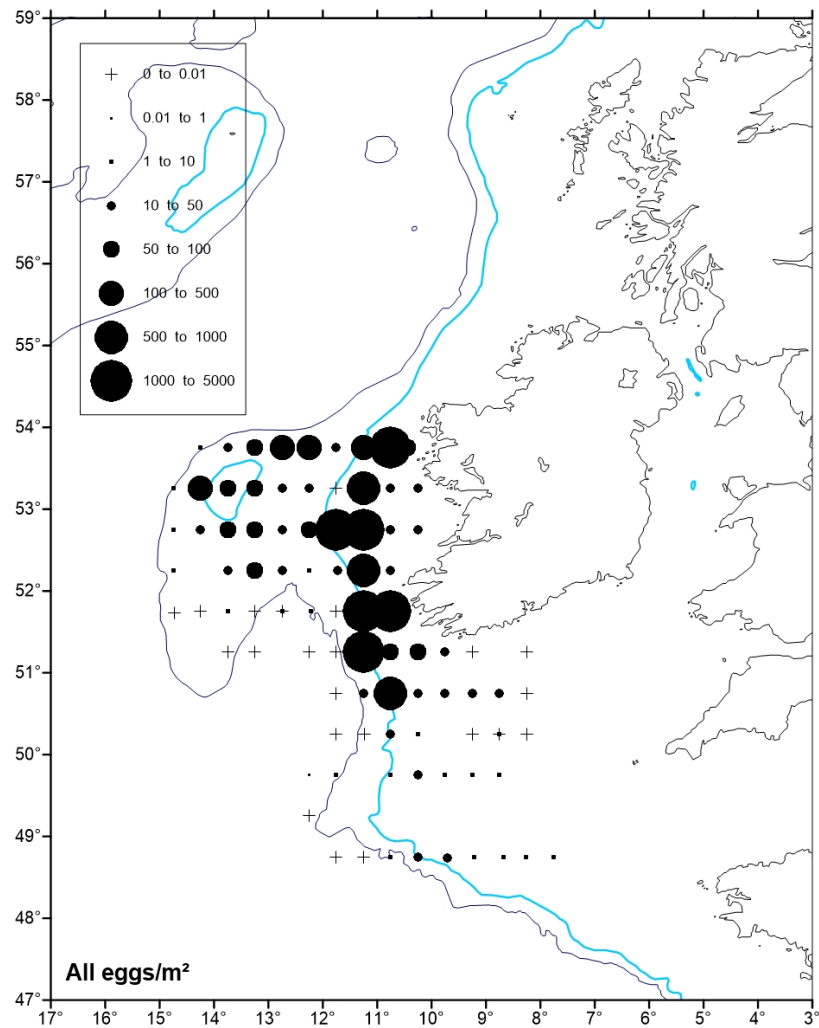 59°
0 to 0.01
58°
0.01 to 1
1 to 10
57°
10 to 50
50 to 100
56°
100 to 500
500 to 1000
55°
1000 to 5000
54°
53°
52°
51°
50°
49°
48°
All eggs/m²
47°
17° 16° 15° 14° 13° 12° 11° 10° 9° 8° 7° 6° 5° 4° 3°